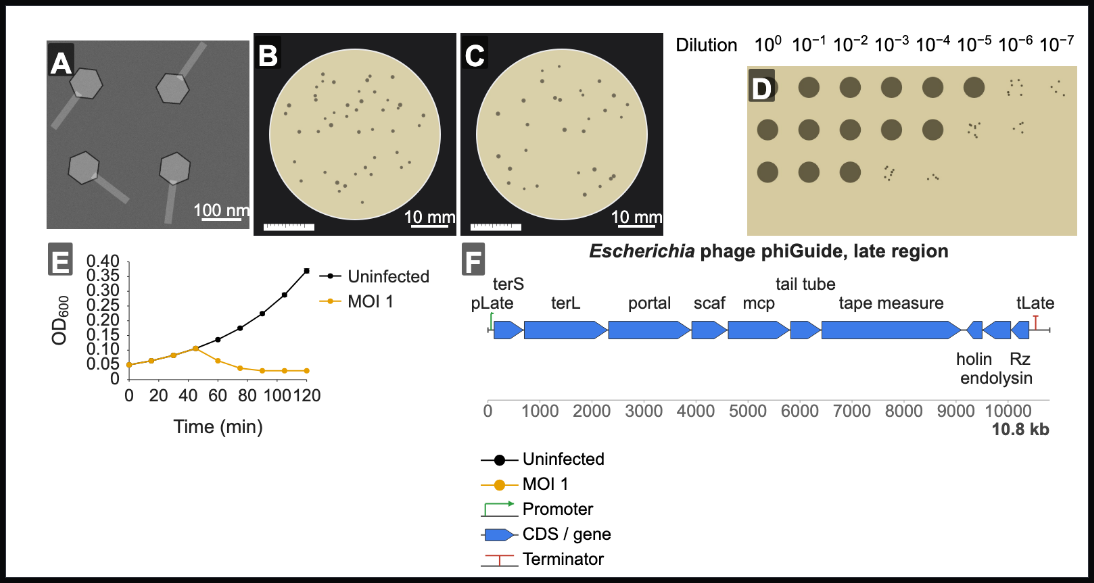 Dilution 10⁰ 10⁻¹ 10⁻² 10⁻³ 10⁻⁴ 10⁻⁵ 10⁻⁶ 10⁻⁷
A
100 nm
B
10 mm
C
10 mm
D
E
0.40
0.35
0.30
0.25
0.20
0.15
0.10
0.05
0
OD₆₀₀
0 20 40 60 80 100 120
Time (min)
Uninfected
MOI 1
F
Escherichia phage phiGuide, late region
terS tail tube
pLate terL portal scaf mcp tape measure tLate
holin Rz
endolysin
0 1000 2000 3000 4000 5000 6000 7000 8000 9000 10000
10.8 kb
Uninfected
MOI 1
Promoter
CDS / gene
Terminator